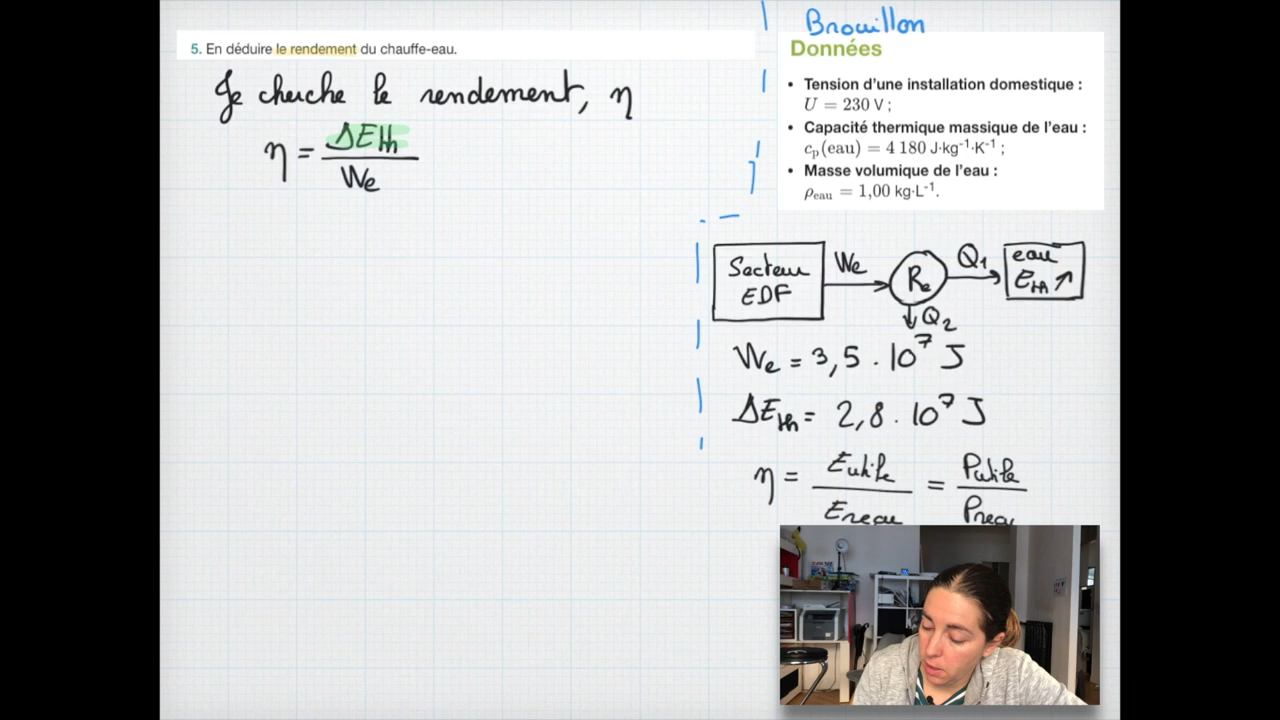 5. En déduire le rendement du chauffe-eau.
Je cherche le rendement, η
η = ΔEth / We
Brouillon
Données
• Tension d'une installation domestique :
U = 230 V ;
• Capacité thermique massique de l'eau :
cp(eau) = 4 180 J·kg⁻¹·K⁻¹ ;
• Masse volumique de l'eau :
ρeau = 1,00 kg·L⁻¹.
Secteur
EDF
We
Re
Q1
Q2
eau
Eth ↗
We = 3,5 . 10⁷ J
ΔEth = 2,8 . 10⁷ J
η = Eutile / Ereçu = Putile / Preçu